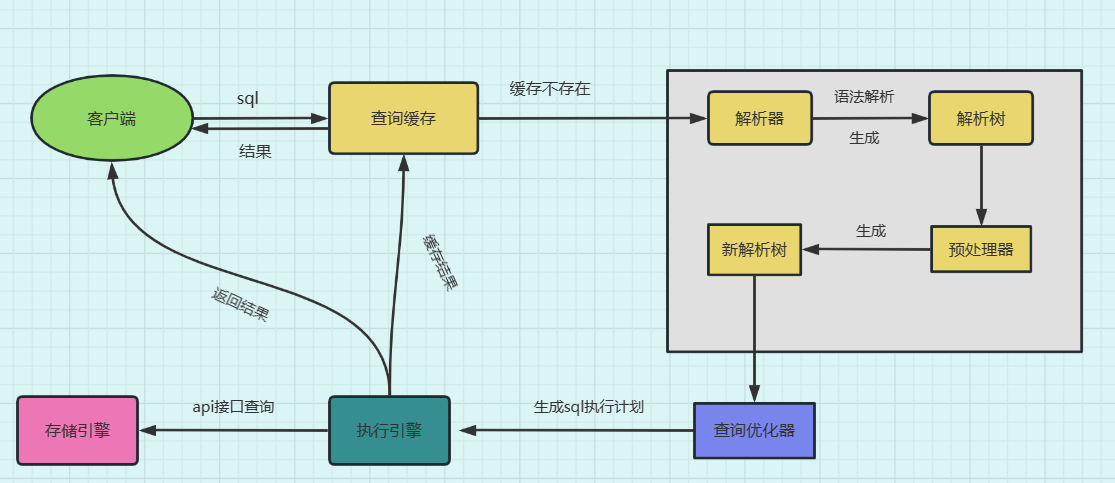 客户端
sql
结果
查询缓存
缓存不存在
解析器
语法解析
生成
解析树
预处理器
生成
新解析树
返回结果
缓存结果
存储引擎
api接口查询
执行引擎
生成sql执行计划
查询优化器